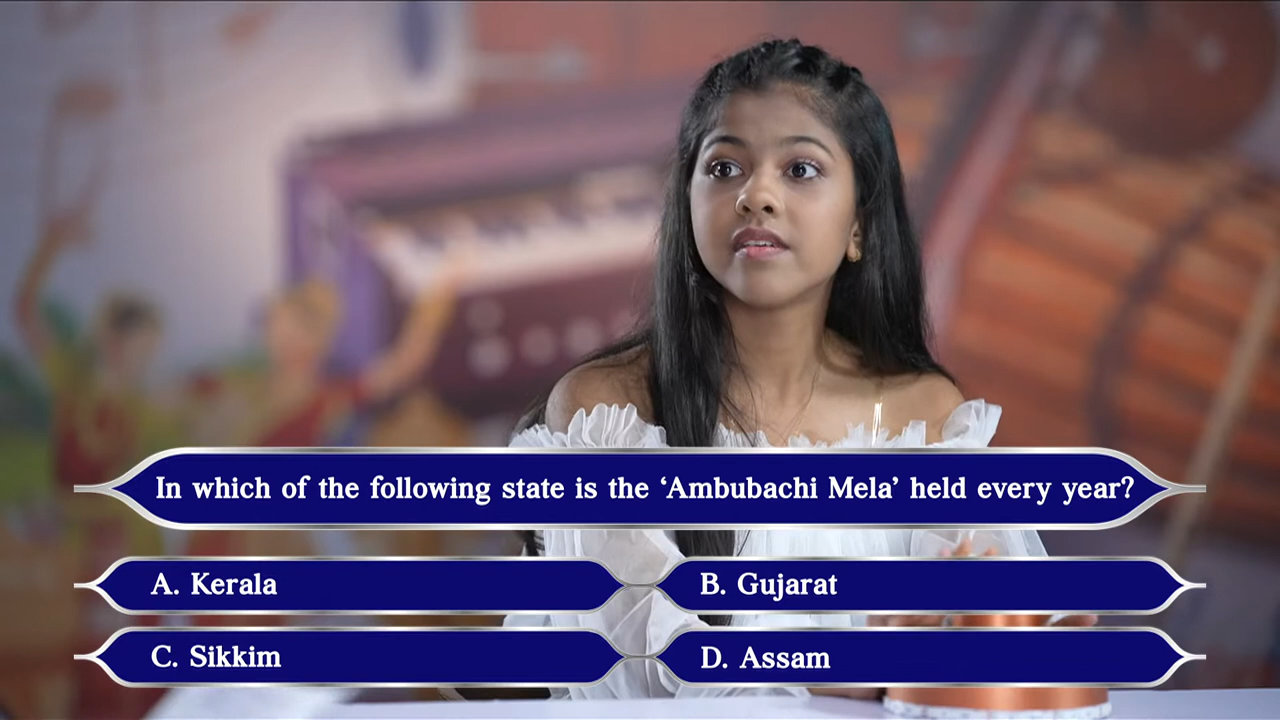 In which of the following state is the ‘Ambubachi Mela’ held every year?
A. Kerala
B. Gujarat
C. Sikkim
D. Assam